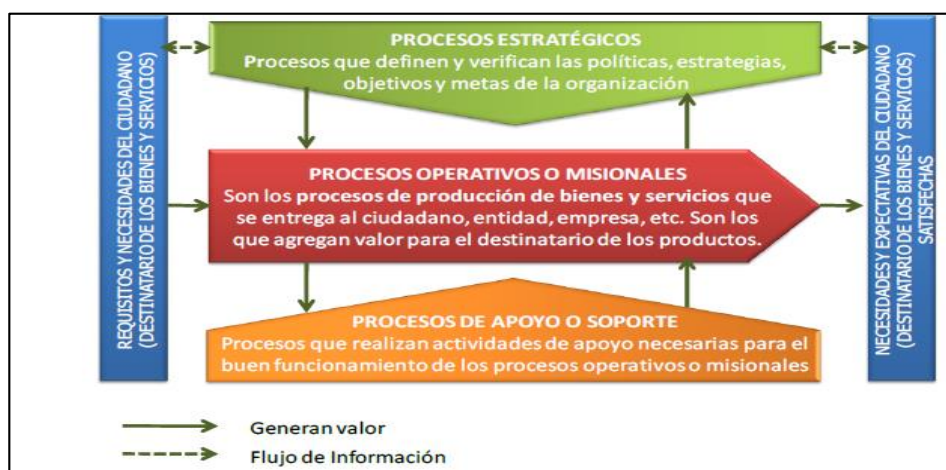 REQUISITOS Y NECESIDADES DEL CIUDADANO
(DESTINATARIO DE LOS BIENES Y SERVICIOS)
PROCESOS ESTRATÉGICOS
Procesos que definen y verifican las políticas, estrategias,
objetivos y metas de la organización
PROCESOS OPERATIVOS O MISIONALES
Son los procesos de producción de bienes y servicios que
se entrega al ciudadano, entidad, empresa, etc. Son los
que agregan valor para el destinatario de los productos.
PROCESOS DE APOYO O SOPORTE
Procesos que realizan actividades de apoyo necesarias para el
buen funcionamiento de los procesos operativos o misionales
NECESIDADES Y EXPECTATIVAS DEL CIUDADANO
(DESTINATARIO DE LOS BIENES Y SERVICIOS)
SATISFECHAS
Generan valor
Flujo de Información